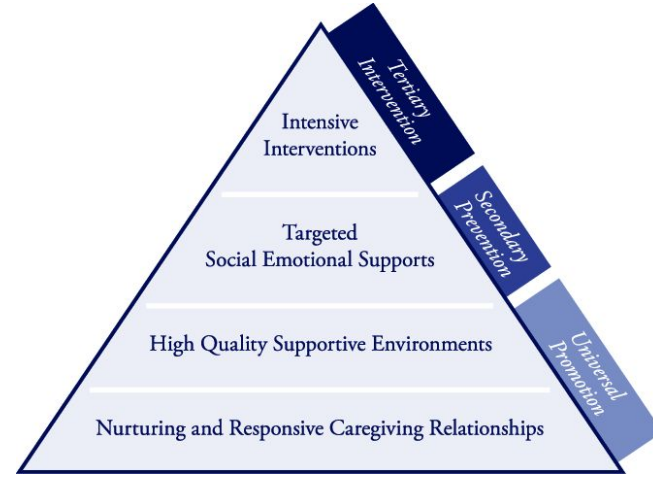 Tertiary
Intervention
Intensive
Interventions
Secondary
Prevention
Targeted
Social Emotional Supports
Universal
Promotion
High Quality Supportive Environments
Nurturing and Responsive Caregiving Relationships